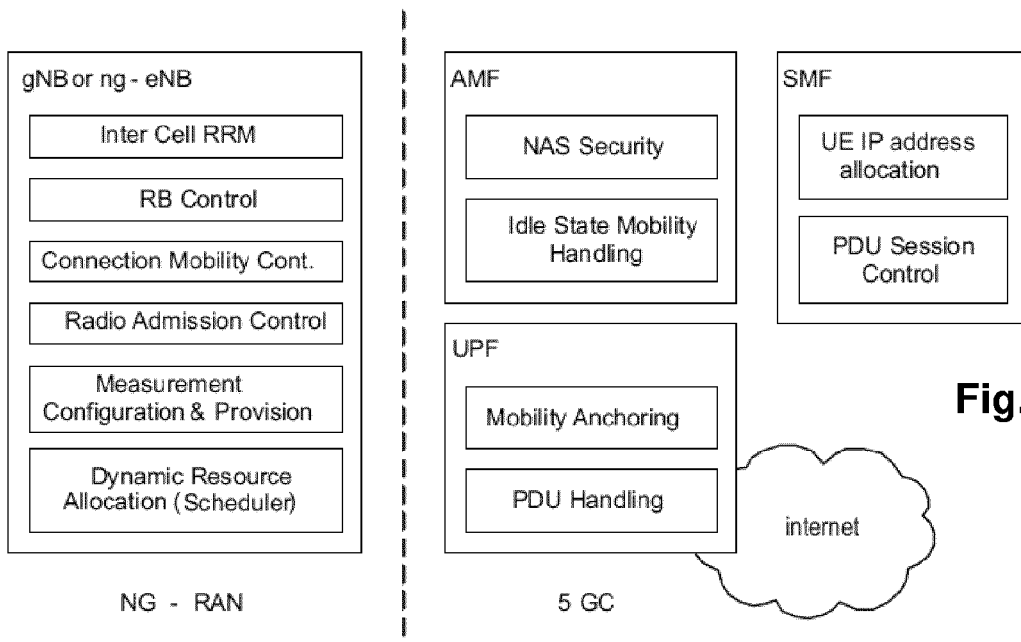 gNB or ng - eNB
Inter Cell RRM
RB Control
Connection Mobility Cont.
Radio Admission Control
Measurement
Configuration & Provision
Dynamic Resource
Allocation (Scheduler)
NG - RAN
AMF
NAS Security
Idle State Mobility
Handling
UPF
Mobility Anchoring
PDU Handling
5 GC
SMF
UE IP address
allocation
PDU Session
Control
Fig.
internet